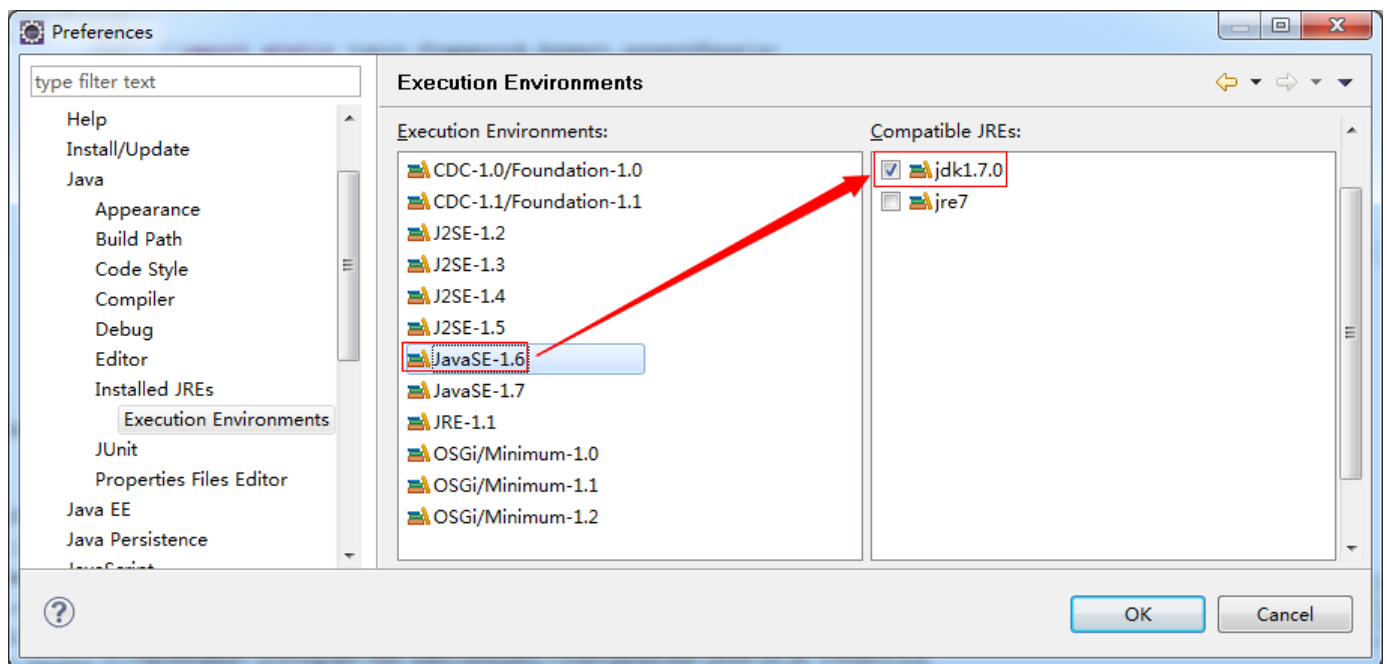 Preferences
type filter text
Help
Install/Update
Java
Appearance
Build Path
Code Style
Compiler
Debug
Editor
Installed JREs
Execution Environments
JUnit
Properties Files Editor
Java EE
Java Persistence
JavaScript
Execution Environments
Execution Environments:
CDC-1.0/Foundation-1.0
CDC-1.1/Foundation-1.1
J2SE-1.2
J2SE-1.3
J2SE-1.4
J2SE-1.5
JavaSE-1.6
JavaSE-1.7
JRE-1.1
OSGi/Minimum-1.0
OSGi/Minimum-1.1
OSGi/Minimum-1.2
Compatible JREs:
jdk1.7.0
jre7
OK
Cancel